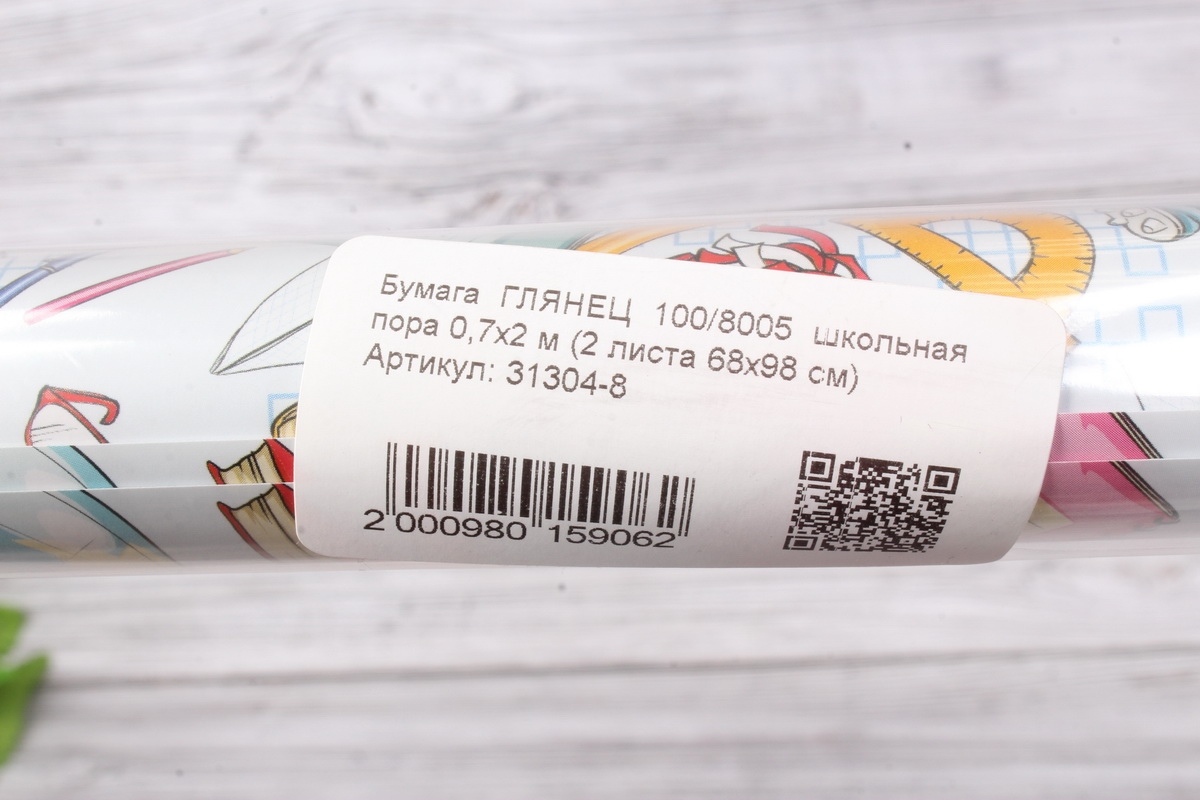 Бумага ГЛЯНЕЦ 100/8005 школьная
пора 0,7х2 м (2 листа 68х98 см)
Артикул: 31304-8
2 000980 159062